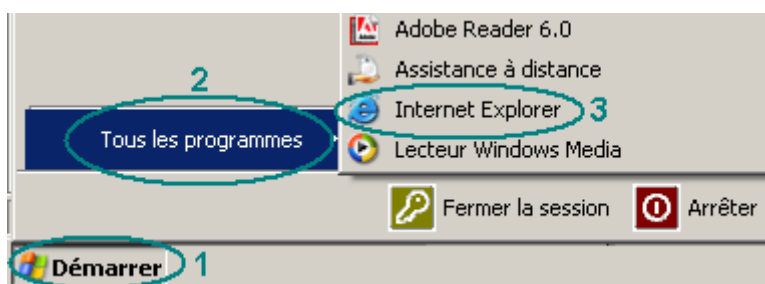 Adobe Reader 6.0
Assistance à distance
2
Internet Explorer 3
Tous les programmes
Lecteur Windows Media
Fermer la session
Arrêter
Démarrer 1